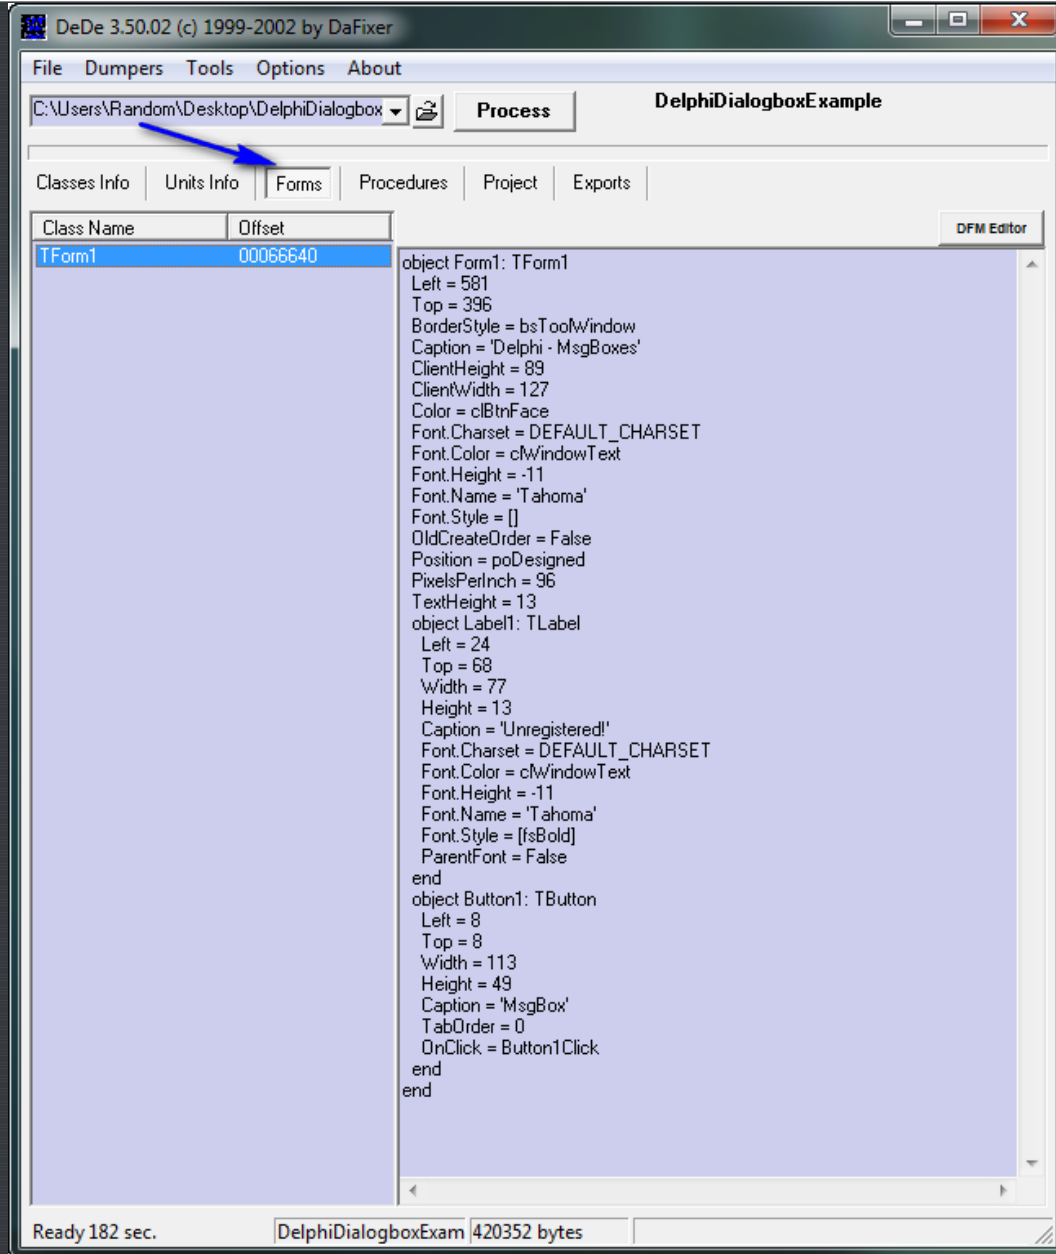 DeDe 3.50.02 (c) 1999-2002 by DaFixer
File Dumpers Tools Options About
C:\Users\Random\Desktop\DelphiDialogbox Process DelphiDialogboxExample
Classes Info Units Info Forms Procedures Project Exports
Class Name Offset DFM Editor
TForm1 00066640
object Form1: TForm1
Left = 581
Top = 396
BorderStyle = bsToolWindow
Caption = 'Delphi - MsgBoxes'
ClientHeight = 89
ClientWidth = 127
Color = clBtnFace
Font.Charset = DEFAULT_CHARSET
Font.Color = clWindowText
Font.Height = -11
Font.Name = 'Tahoma'
Font.Style = []
OldCreateOrder = False
Position = poDesigned
PixelsPerInch = 96
TextHeight = 13
object Label1: TLabel
Left = 24
Top = 68
Width = 77
Height = 13
Caption = 'Unregistered!'
Font.Charset = DEFAULT_CHARSET
Font.Color = clWindowText
Font.Height = -11
Font.Name = 'Tahoma'
Font.Style = [fsBold]
ParentFont = False
end
object Button1: TButton
Left = 8
Top = 8
Width = 113
Height = 49
Caption = 'MsgBox'
TabOrder = 0
OnClick = Button1Click
end
end
Ready 182 sec. DelphiDialogboxExam 420352 bytes